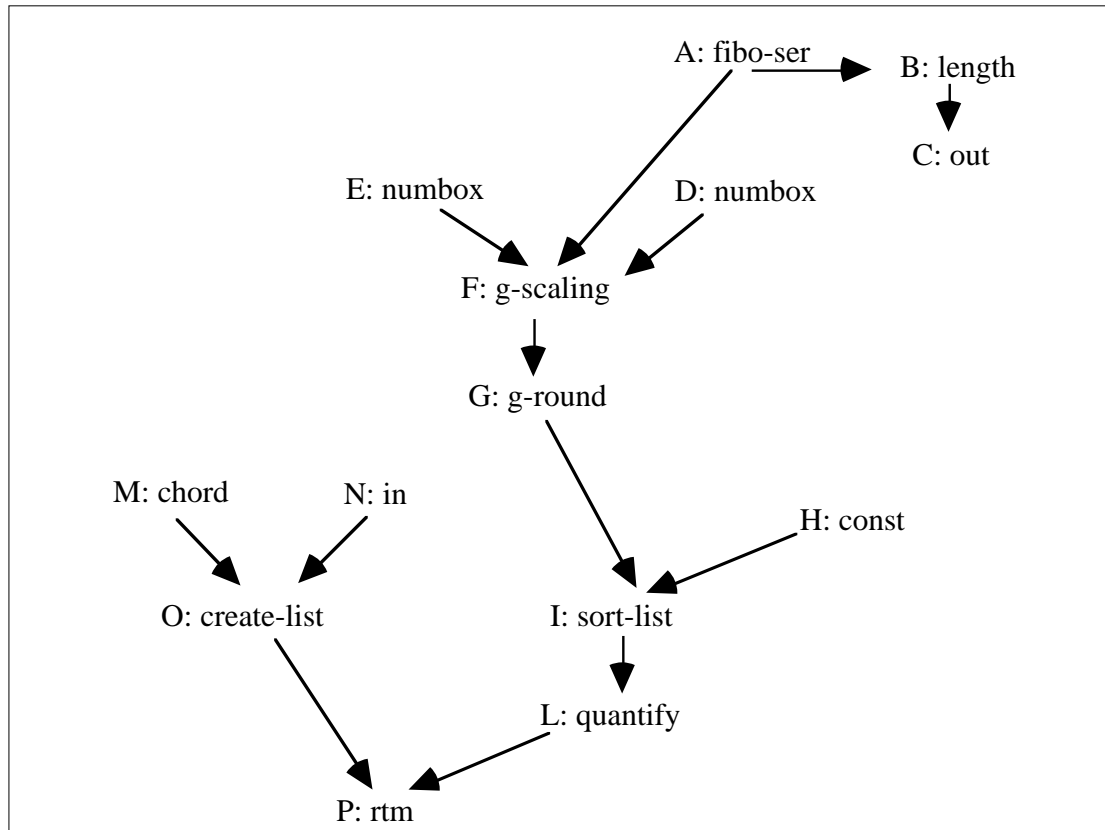 A: fibo-ser
B: length
C: out
E: numbox
D: numbox
F: g-scaling
G: g-round
M: chord
N: in
H: const
O: create-list
I: sort-list
L: quantify
P: rtm